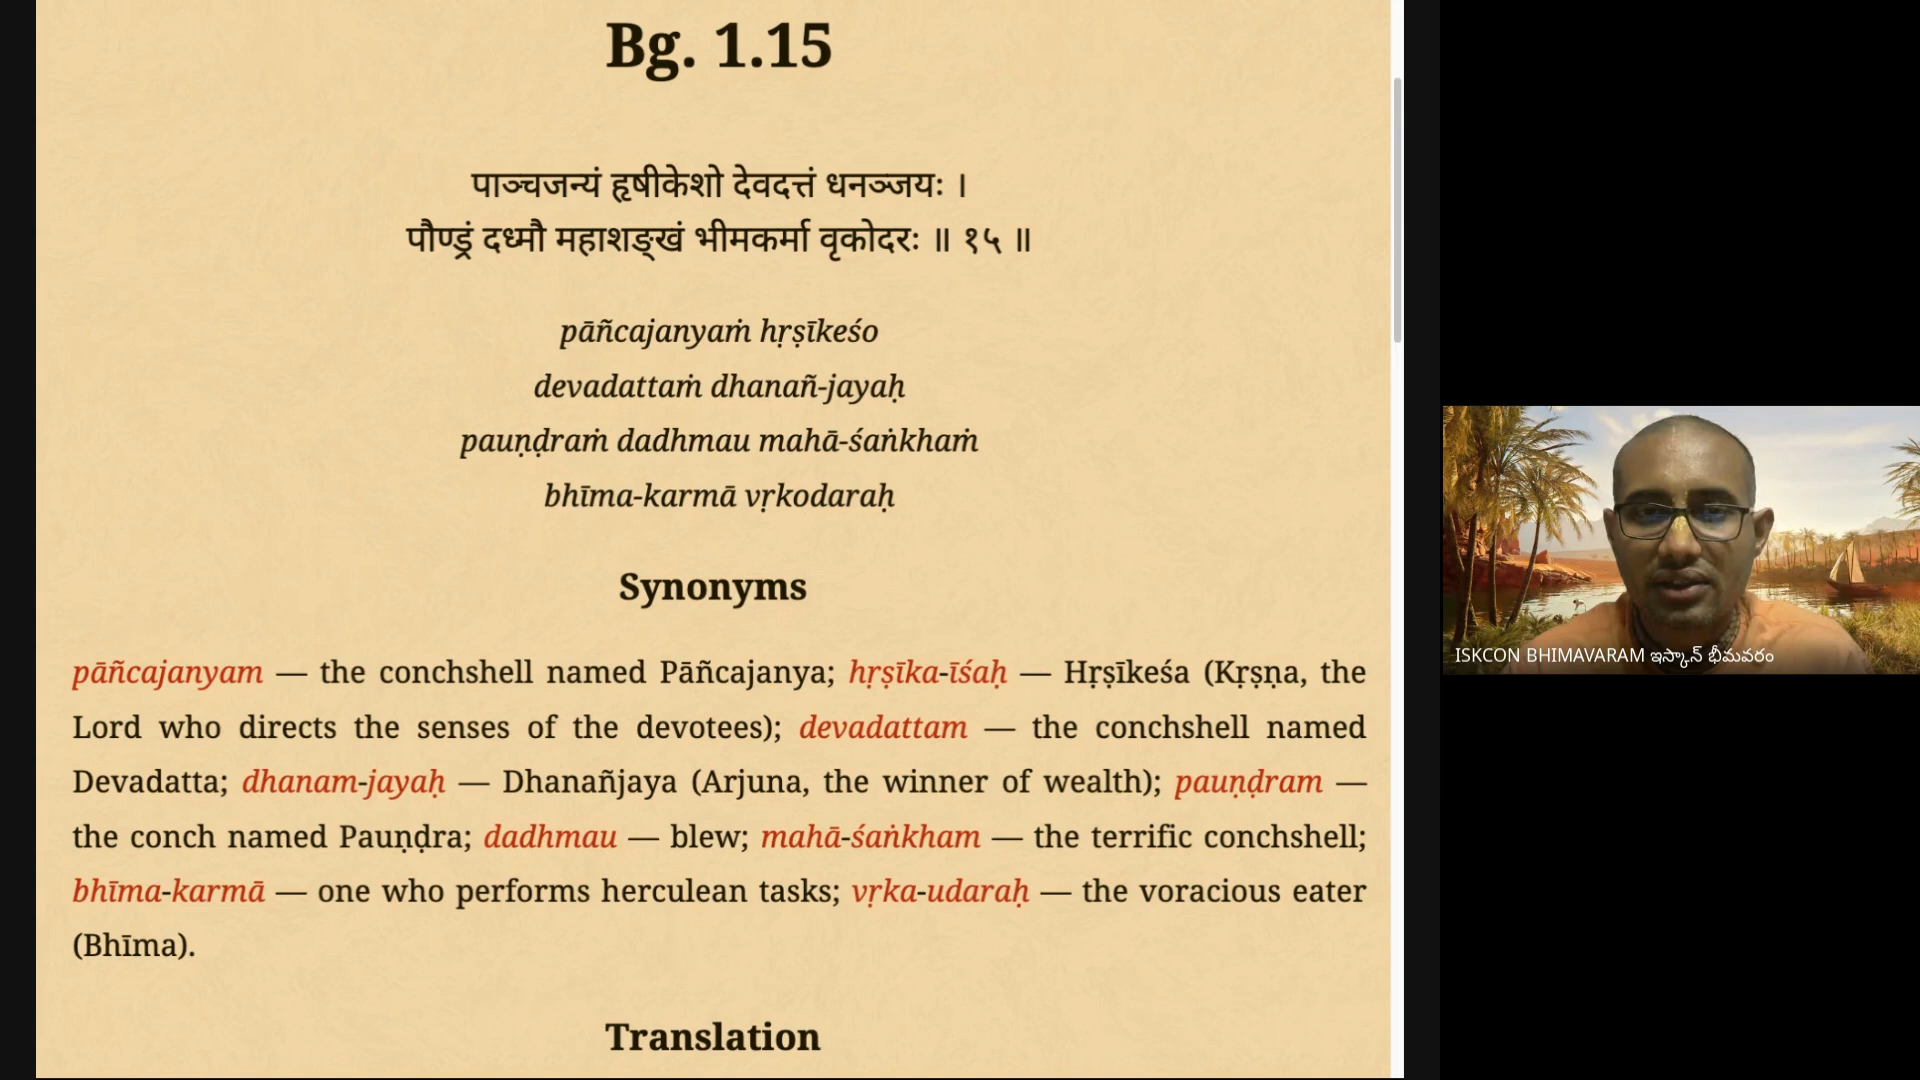 Bg. 1.15
पाञ्चजन्यं हृषीकेशो देवदत्तं धनञ्जयः ।
पौण्ड्रं दध्मौ महाशङ्खं भीमकर्मा वृकोदरः ॥ १५ ॥
pāñcajanyaṁ hṛṣīkeśo
devadattaṁ dhanañ-jayaḥ
pauṇḍraṁ dadhmau mahā-śaṅkhaṁ
bhīma-karmā vṛkodaraḥ
Synonyms
pāñcajanyam — the conchshell named Pāñcajanya; hṛṣīka-īśaḥ — Hṛṣīkeśa (Kṛṣṇa, the
Lord who directs the senses of the devotees); devadattam — the conchshell named
Devadatta; dhanam-jayaḥ — Dhanañjaya (Arjuna, the winner of wealth); pauṇḍram —
the conch named Pauṇḍra; dadhmau — blew; mahā-śaṅkham — the terrific conchshell;
bhīma-karmā — one who performs herculean tasks; vṛka-udaraḥ — the voracious eater
(Bhīma).
Translation
ISKCON BHIMAVARAM ఇస్కాన్ భీమవరం